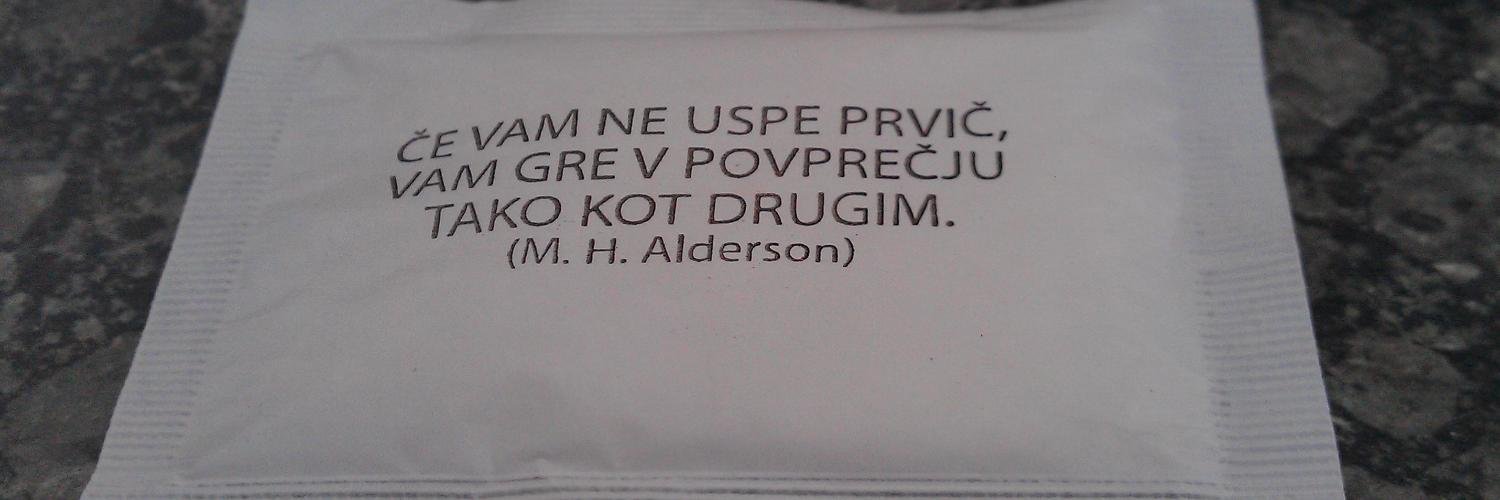 ČE VAM NE USPE PRVIČ,
VAM GRE V POVPREČJU
TAKO KOT DRUGIM.
(M. H. Alderson)